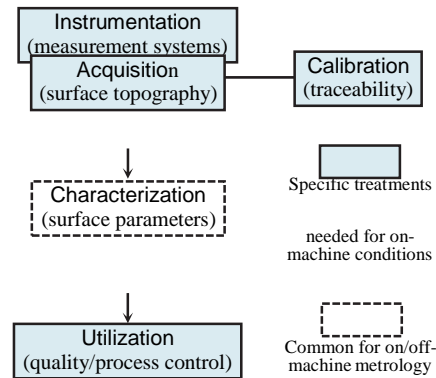 Instrumentation
(measurement systems)
Acquisition
(surface topography)
Calibration
(traceability)
Characterization
(surface parameters)
Specific treatments
needed for on-
machine conditions
Utilization
(quality/process control)
Common for on/off-
machine metrology